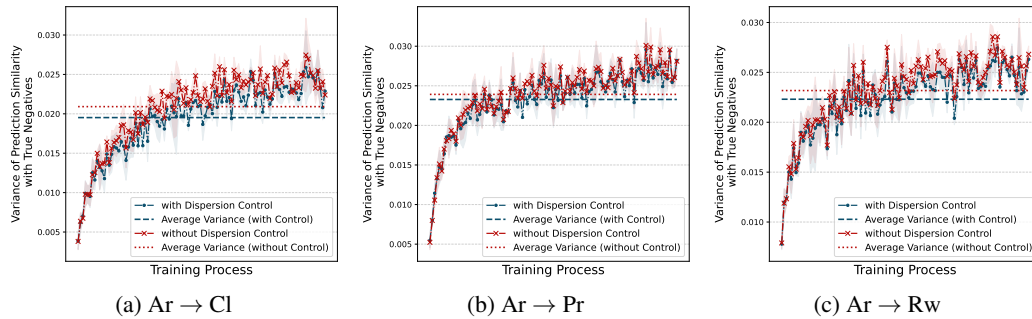 Variance of Prediction Similarity
with True Negatives
0.030
0.025
0.020
0.015
0.010
0.005
with Dispersion Control
Average Variance (with Control)
without Dispersion Control
Average Variance (without Control)
Training Process
(a) Ar → Cl
Variance of Prediction Similarity
with True Negatives
0.030
0.025
0.020
0.015
0.010
0.005
with Dispersion Control
Average Variance (with Control)
without Dispersion Control
Average Variance (without Control)
Training Process
(b) Ar → Pr
Variance of Prediction Similarity
with True Negatives
0.030
0.025
0.020
0.015
0.010
with Dispersion Control
Average Variance (with Control)
without Dispersion Control
Average Variance (without Control)
Training Process
(c) Ar → Rw